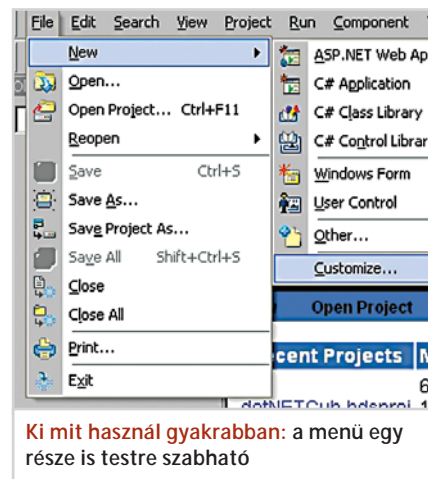 File Edit Search View Project Run Component
New
Open...
Open Project... Ctrl+F11
Reopen
Save Ctrl+S
Save As...
Save Project As...
Save All Shift+Ctrl+S
Close
Close All
Print...
Exit
ASP.NET Web Ap
C# Application
C# Class Library
C# Control Librar
Windows Form
User Control
Other...
Customize...
Open Project
cent Projects
Ki mit használ gyakrabban: a menü egy
része is testre szabható